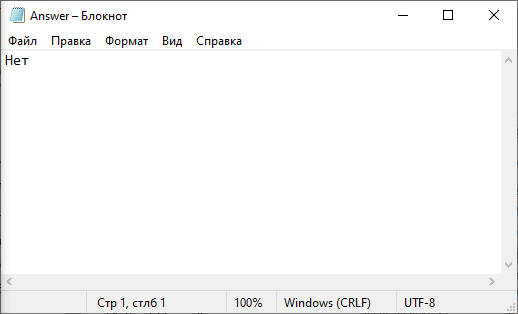 Answer – Блокнот
Файл Правка Формат Вид Справка
Нет
Стр 1, стлб 1 100% Windows (CRLF) UTF-8